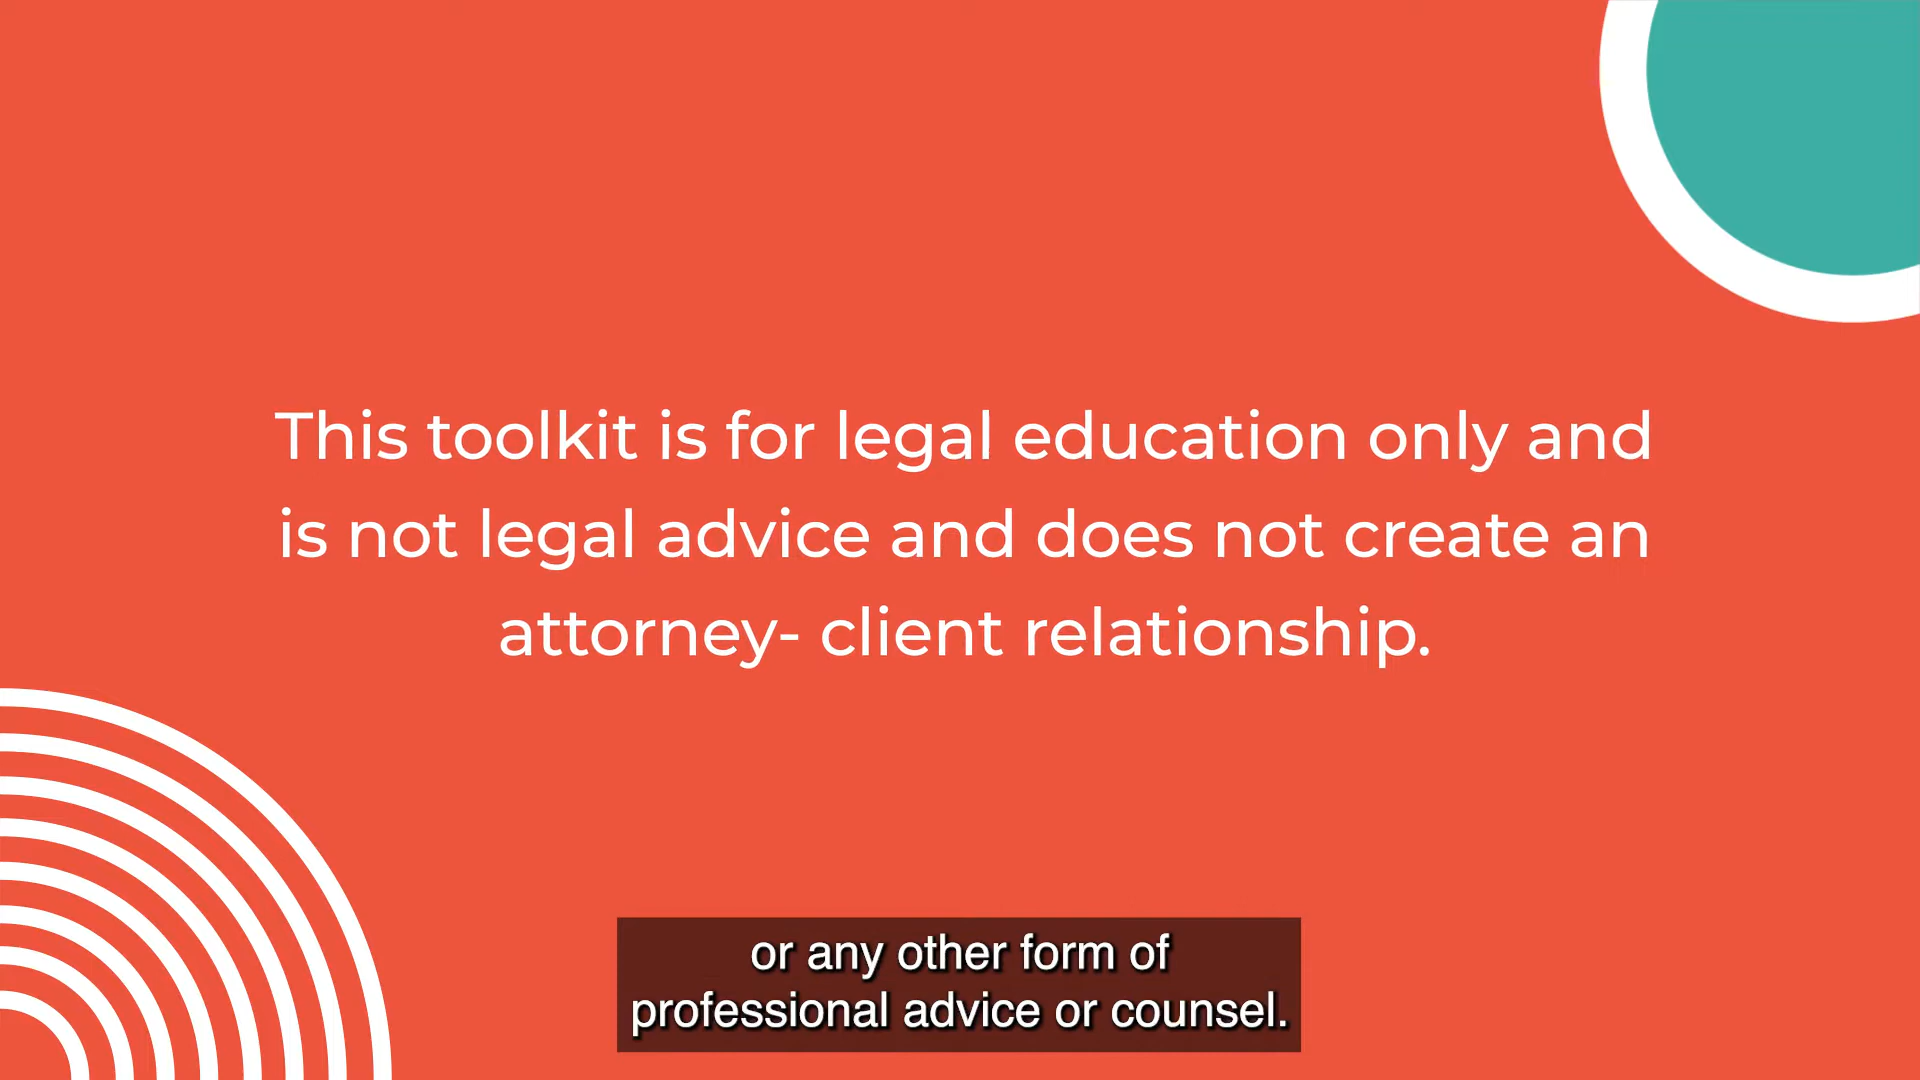 This toolkit is for legal education only and
is not legal advice and does not create an
attorney- client relationship.
or any other form of
professional advice or counsel.